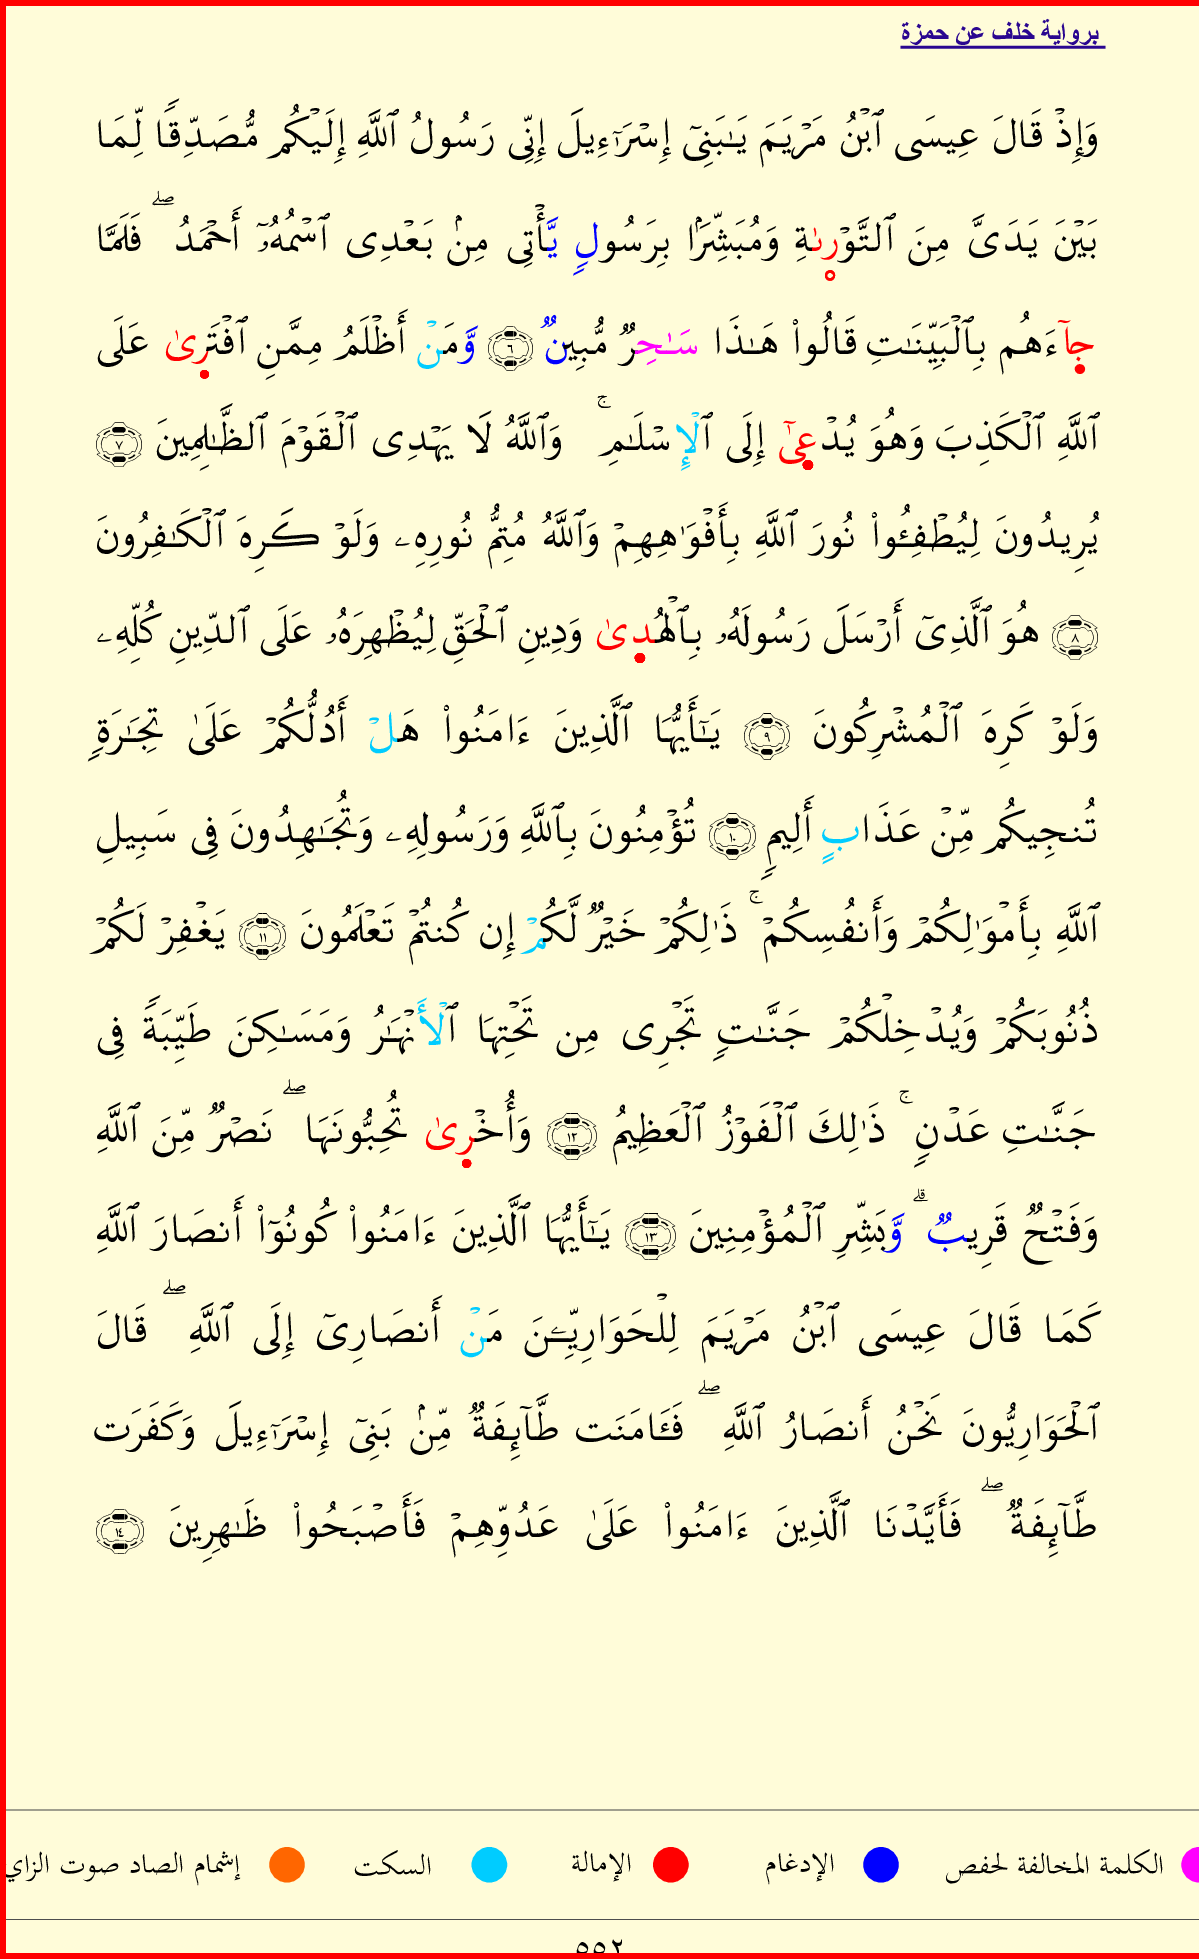 برواية خلف عن حمزة
وَإِذۡ قَالَ عِيسَى ٱبۡنُ مَرۡيَمَ يَـٰبَنِىٓ إِسۡرَٰٓءِيلَ إِنِّى رَسُولُ ٱللَّهِ إِلَيۡكُم مُّصَدِّقًا لِّمَا
بَيۡنَ يَدَىَّ مِنَ ٱلتَّوۡرىٰةِ وَمُبَشِّرَۢا بِرَسُولٍ يَّأۡتِى مِنۢ بَعۡدِى ٱسۡمُهُۥٓ أَحۡمَدُ ۖ فَلَمَّا
جآءَهُم بِٱلۡبَيِّنَـٰتِ قَالُوا۟ هَـٰذَا سَـٰحِرٌ مُّبِينٌ ٦ وَّمَنۡ أَظۡلَمُ مِمَّنِ ٱفۡتَرىٰ عَلَى
ٱللَّهِ ٱلۡكَذِبَ وَهُوَ يُدۡعىٰٓ إِلَى ٱلۡإِسۡلَـٰمِ ۚ وَٱللَّهُ لَا يَهۡدِى ٱلۡقَوۡمَ ٱلظَّـٰلِمِينَ ٧
يُرِيدُونَ لِيُطۡفِـُٔوا۟ نُورَ ٱللَّهِ بِأَفۡوَٰهِهِمۡ وَٱللَّهُ مُتِمُّ نُورِهِۦ وَلَوۡ كَرِهَ ٱلۡكَـٰفِرُونَ
٨ هُوَ ٱلَّذِىٓ أَرۡسَلَ رَسُولَهُۥ بِٱلۡهُدىٰ وَدِينِ ٱلۡحَقِّ لِيُظۡهِرَهُۥ عَلَى ٱلدِّينِ كُلِّهِۦ
وَلَوۡ كَرِهَ ٱلۡمُشۡرِكُونَ ٩ يَـٰٓأَيُّهَا ٱلَّذِينَ ءَامَنُوا۟ هَلۡ أَدُلُّكُمۡ عَلَىٰ تِجَـٰرَةٍ
تُنجِيكُم مِّنۡ عَذَابٍ أَلِيمٍ ١٠ تُؤۡمِنُونَ بِٱللَّهِ وَرَسُولِهِۦ وَتُجَـٰهِدُونَ فِى سَبِيلِ
ٱللَّهِ بِأَمۡوَٰلِكُمۡ وَأَنفُسِكُمۡ ۚ ذَٰلِكُمۡ خَيۡرٌ لَّكُمۡ إِن كُنتُمۡ تَعۡلَمُونَ ١١ يَغۡفِرۡ لَكُمۡ
ذُنُوبَكُمۡ وَيُدۡخِلۡكُمۡ جَنَّـٰتٍ تَجۡرِى مِن تَحۡتِهَا ٱلۡأَنۡهَـٰرُ وَمَسَـٰكِنَ طَيِّبَةً فِى
جَنَّـٰتِ عَدۡنٍ ۚ ذَٰلِكَ ٱلۡفَوۡزُ ٱلۡعَظِيمُ ١٢ وَأُخۡرىٰ تُحِبُّونَهَا ۖ نَصۡرٌ مِّنَ ٱللَّهِ
وَفَتۡحٌ قَرِيبٌ ۗ وَّبَشِّرِ ٱلۡمُؤۡمِنِينَ ١٣ يَـٰٓأَيُّهَا ٱلَّذِينَ ءَامَنُوا۟ كُونُوٓا۟ أَنصَارَ ٱللَّهِ
كَمَا قَالَ عِيسَى ٱبۡنُ مَرۡيَمَ لِلۡحَوَارِيِّـۧنَ مَنۡ أَنصَارِىٓ إِلَى ٱللَّهِ ۖ قَالَ
ٱلۡحَوَارِيُّونَ نَحۡنُ أَنصَارُ ٱللَّهِ ۖ فَـَٔامَنَت طَّآئِفَةٌ مِّنۢ بَنِىٓ إِسۡرَٰٓءِيلَ وَكَفَرَت
طَّآئِفَةٌ ۖ فَأَيَّدۡنَا ٱلَّذِينَ ءَامَنُوا۟ عَلَىٰ عَدُوِّهِمۡ فَأَصۡبَحُوا۟ ظَـٰهِرِينَ ١٤
الكلمة المخالفة لحفص الإدغام الإمالة السكت إشمام الصاد صوت الزاي
٥٥٢